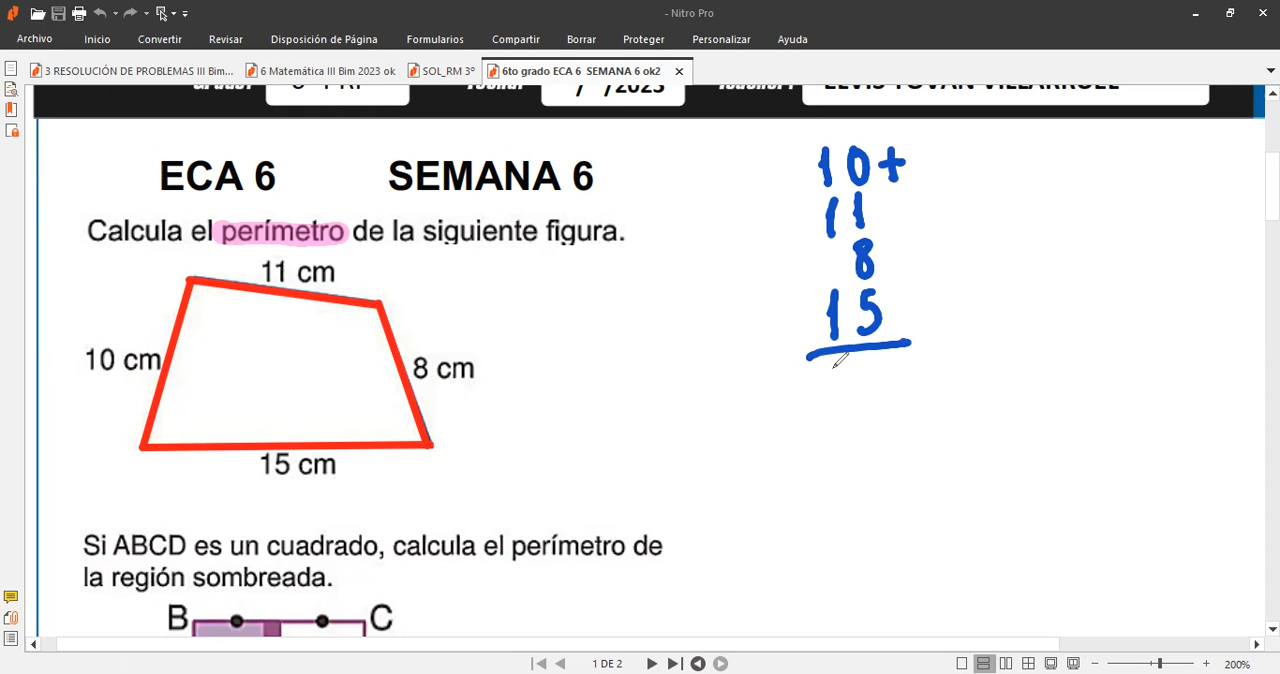 - Nitro Pro
Archivo Inicio Convertir Revisar Disposición de Página Formularios Compartir Borrar Proteger Personalizar Ayuda
3 RESOLUCIÓN DE PROBLEMAS III Bim... 6 Matemática III Bim 2023 ok SOL_RM 3° 6to grado ECA 6 SEMANA 6 ok2
/ /2023 ELVIS TOVAR VILLARROEL
ECA 6 SEMANA 6
Calcula el perímetro de la siguiente figura.
11 cm
10 cm
8 cm
15 cm
10+
11
8
15
Si ABCD es un cuadrado, calcula el perímetro de
la región sombreada.
B C
1 DE 2
200%